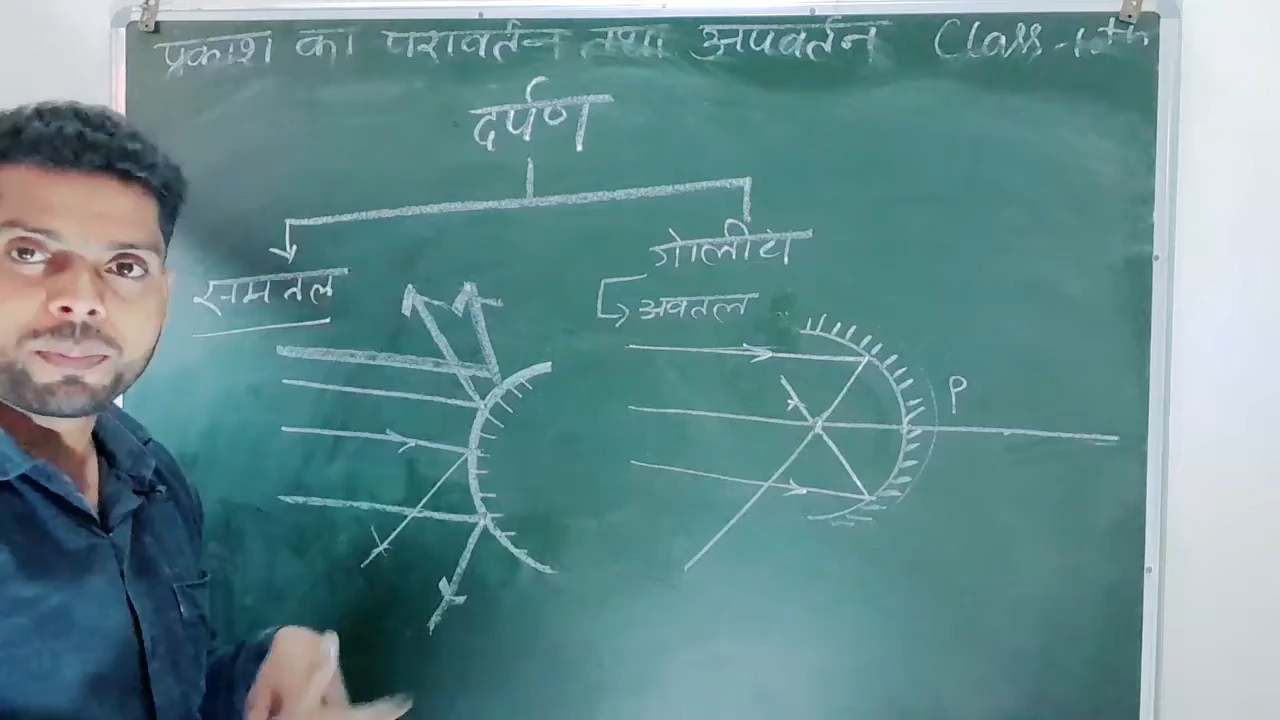 प्रकाश का परावर्तन तथा अपवर्तन Class-10th
दर्पण
समतल
गोलीय
अवतल
P